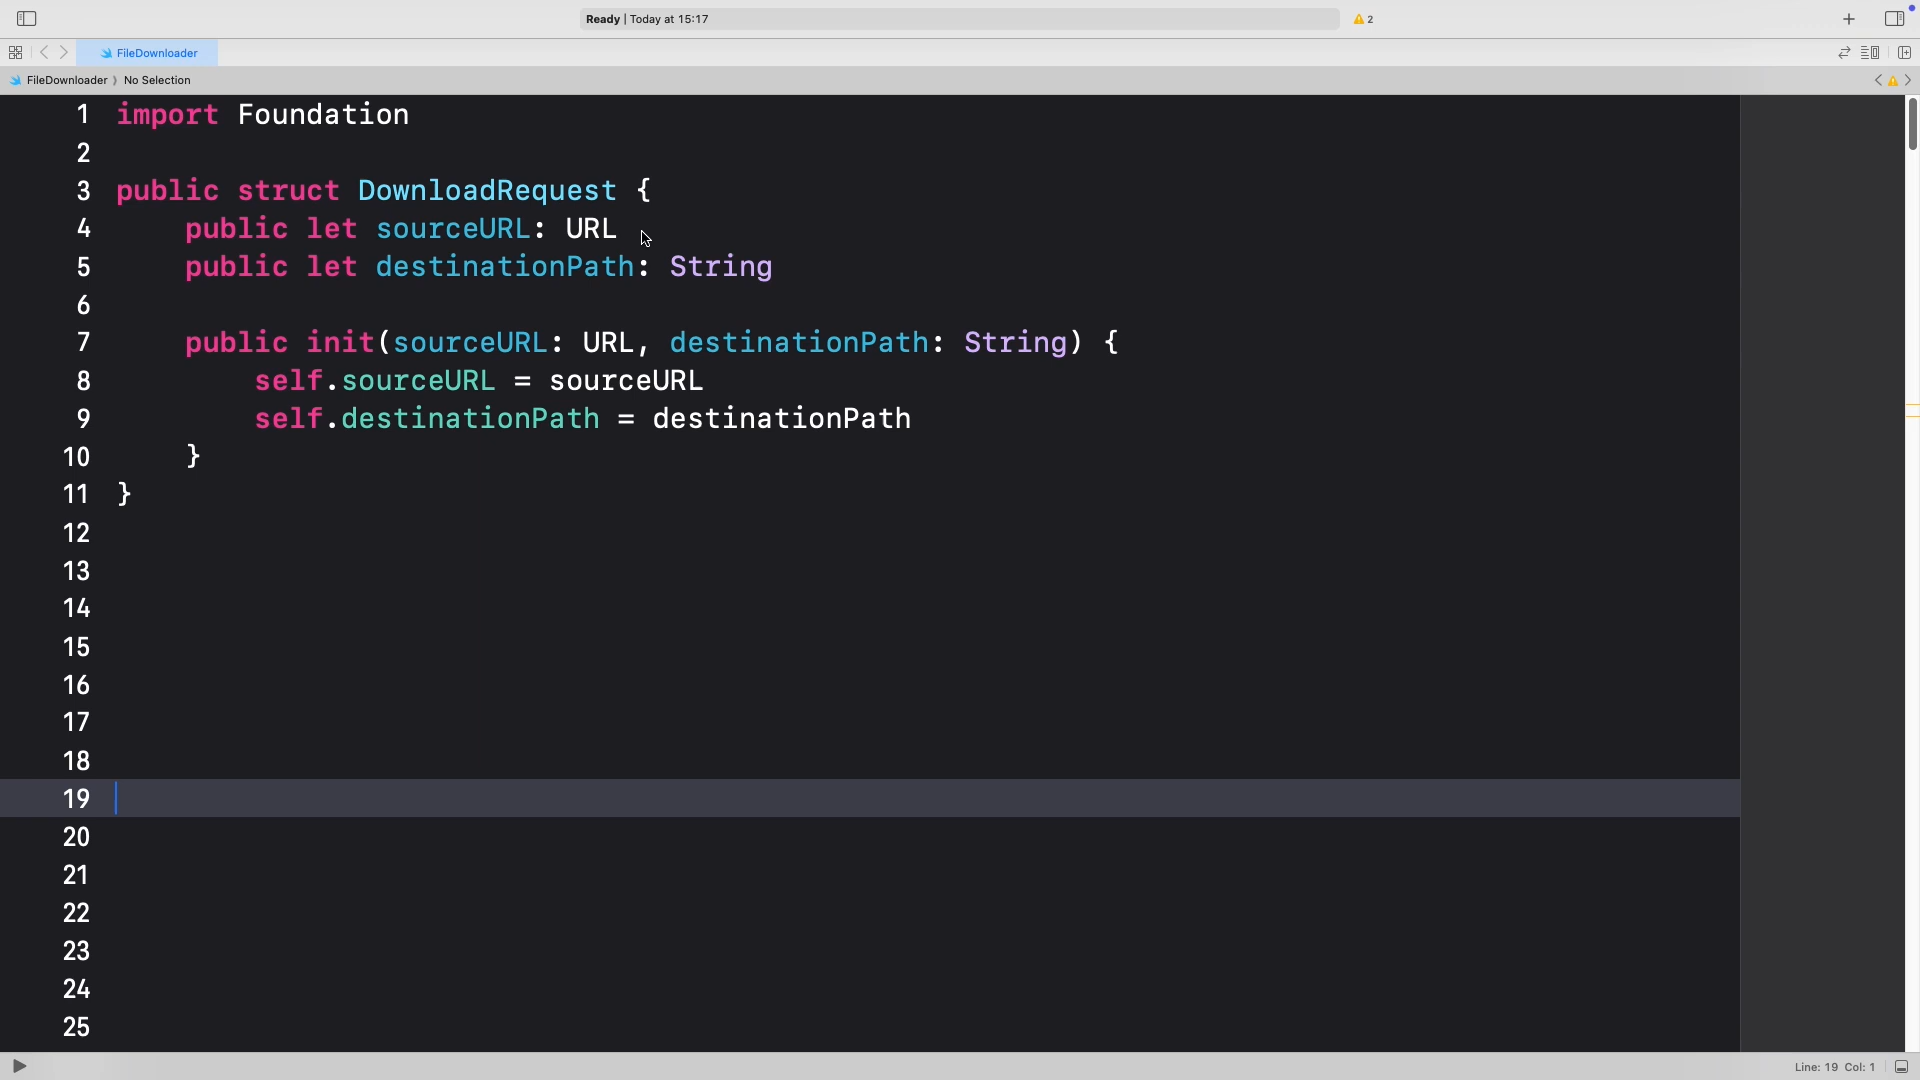 Ready | Today at 15:17
2
FileDownloader
FileDownloader 〉 No Selection
1 import Foundation
2
3 public struct DownloadRequest {
4     public let sourceURL: URL
5     public let destinationPath: String
6
7     public init(sourceURL: URL, destinationPath: String) {
8         self.sourceURL = sourceURL
9         self.destinationPath = destinationPath
10     }
11 }
12
13
14
15
16
17
18
19
20
21
22
23
24
25
Line: 19 Col: 1